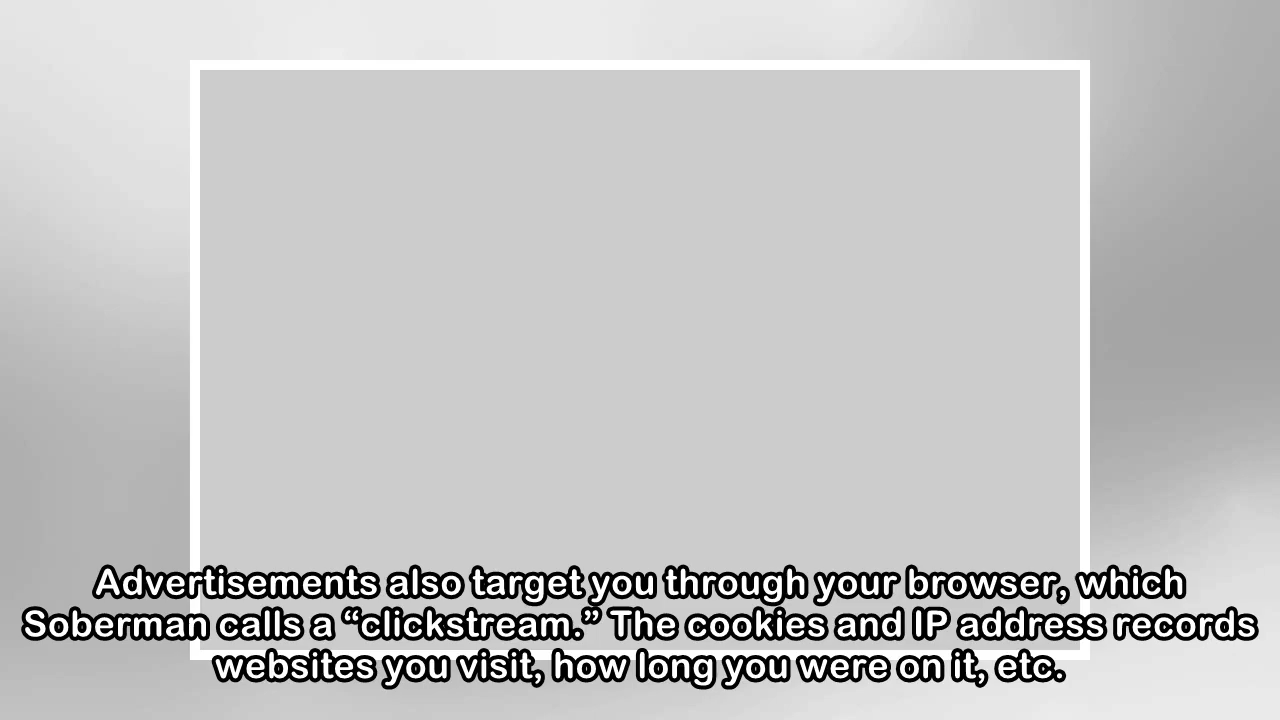 Advertisements also target you through your browser, which
Soberman calls a “clickstream.” The cookies and IP address records
websites you visit, how long you were on it, etc.